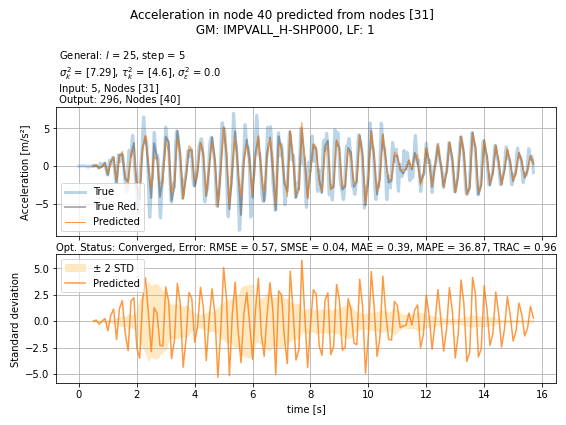 Acceleration in node 40 predicted from nodes [31]
GM: IMPVALL_H-SHP000, LF: 1
General: l = 25, step = 5
σ_k² = [7.29], τ_k² = [4.6], σ_ε² = 0.0
Input: 5, Nodes [31]
Output: 296, Nodes [40]
Acceleration [m/s²]
5
0
−5
True
True Red.
Predicted
Opt. Status: Converged, Error: RMSE = 0.57, SMSE = 0.04, MAE = 0.39, MAPE = 36.87, TRAC = 0.96
Standard deviation
5.0
2.5
0.0
−2.5
−5.0
± 2 STD
Predicted
0 2 4 6 8 10 12 14 16
time [s]